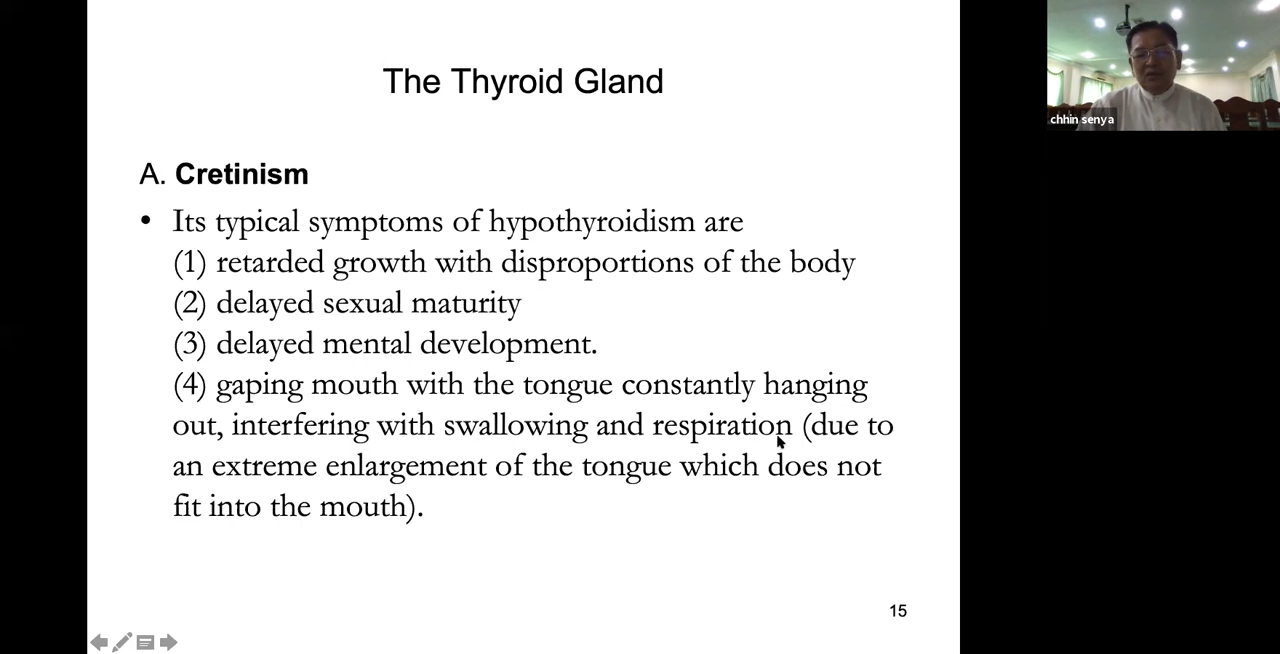 The Thyroid Gland
chhin senya
A. Cretinism
• Its typical symptoms of hypothyroidism are
(1) retarded growth with disproportions of the body
(2) delayed sexual maturity
(3) delayed mental development.
(4) gaping mouth with the tongue constantly hanging
out, interfering with swallowing and respiration (due to
an extreme enlargement of the tongue which does not
fit into the mouth).
15